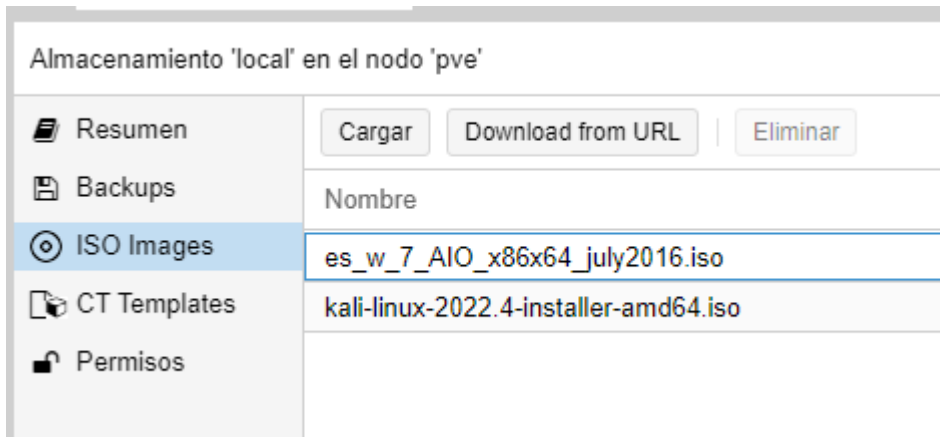 Almacenamiento 'local' en el nodo 'pve'
Resumen
Backups
ISO Images
CT Templates
Permisos
Cargar Download from URL Eliminar
Nombre
es_w_7_AIO_x86x64_july2016.iso
kali-linux-2022.4-installer-amd64.iso